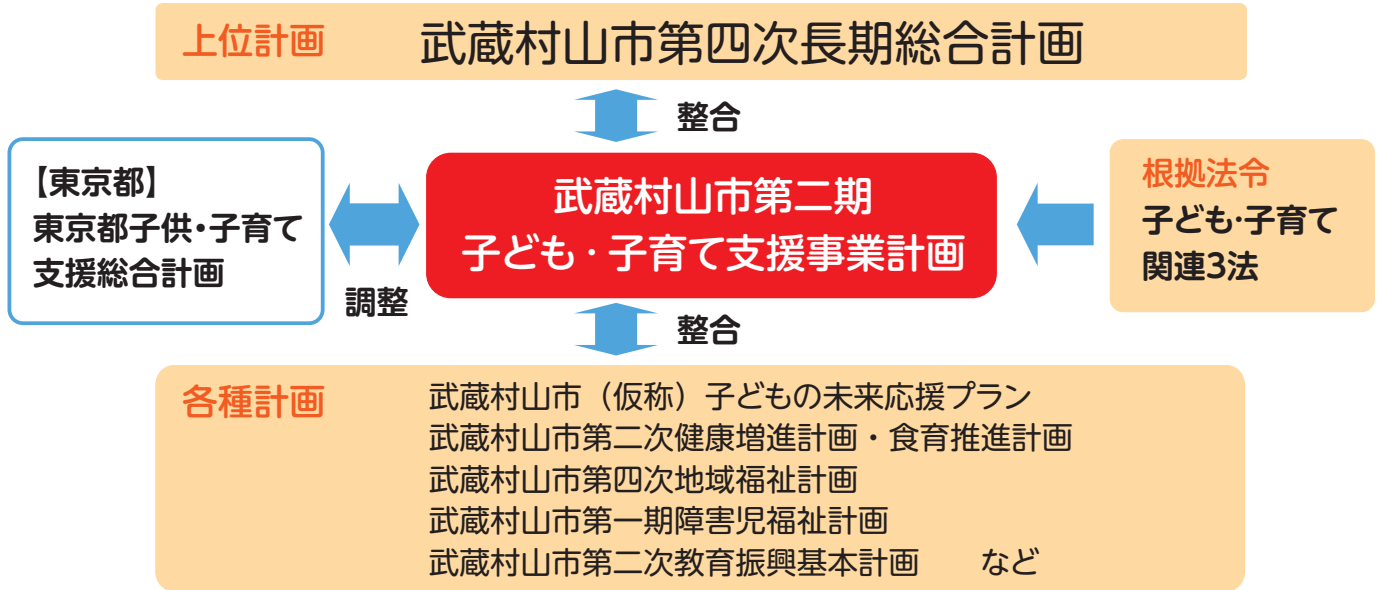 上位計画 武蔵村山市第四次長期総合計画
整合
【東京都】
東京都子供・子育て
支援総合計画
調整
武蔵村山市第二期
子ども・子育て支援事業計画
根拠法令
子ども・子育て
関連3法
整合
各種計画
武蔵村山市（仮称）子どもの未来応援プラン
武蔵村山市第二次健康増進計画・食育推進計画
武蔵村山市第四次地域福祉計画
武蔵村山市第一期障害児福祉計画
武蔵村山市第二次教育振興基本計画 など